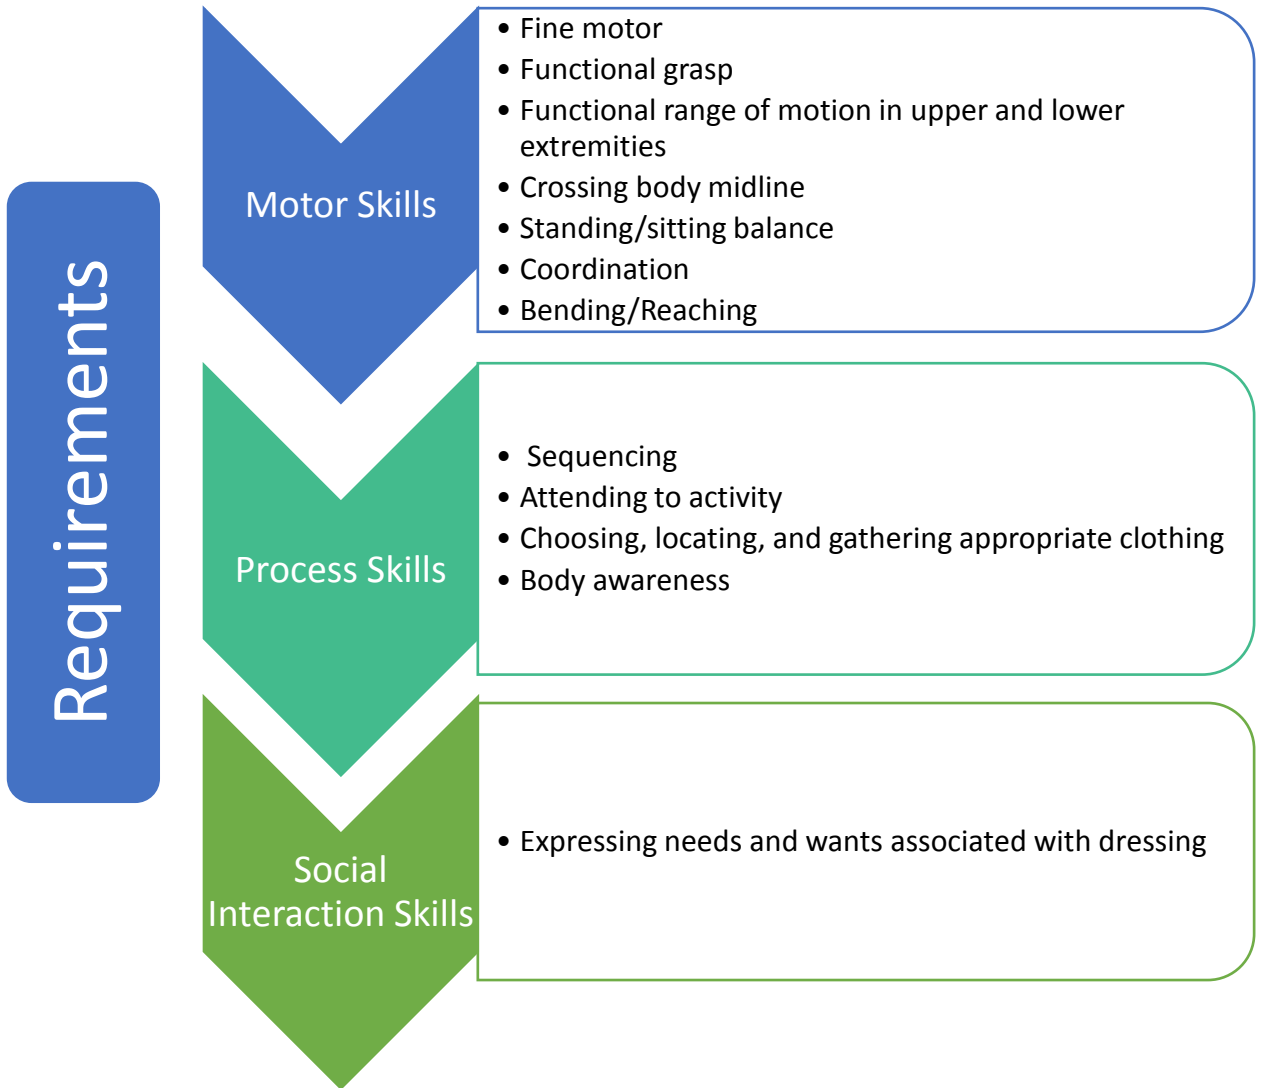 Requirements
Motor Skills
• Fine motor
• Functional grasp
• Functional range of motion in upper and lower
extremities
• Crossing body midline
• Standing/sitting balance
• Coordination
• Bending/Reaching
Process Skills
• Sequencing
• Attending to activity
• Choosing, locating, and gathering appropriate clothing
• Body awareness
Social
Interaction Skills
• Expressing needs and wants associated with dressing